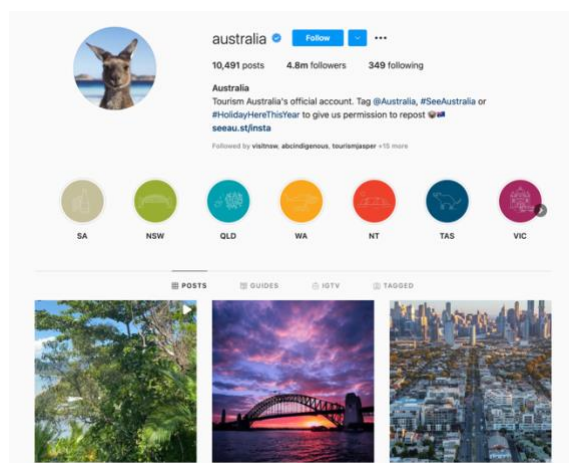 australia Follow
10,491 posts 4.8m followers 349 following
Australia
Tourism Australia's official account. Tag @Australia, #SeeAustralia or
#HolidayHereThisYear to give us permission to repost
seeau.st/insta
Followed by visitnsw, abcindigenous, tourismjasper +15 more
SA NSW QLD WA NT TAS VIC
POSTS GUIDES IGTV TAGGED